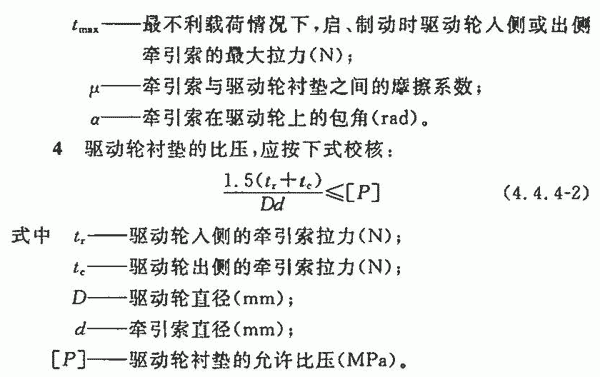 t_max——最不利载荷情况下,启、制动时驱动轮入侧或出侧
牵引索的最大拉力(N);
μ——牵引索与驱动轮衬垫之间的摩擦系数;
α——牵引索在驱动轮上的包角(rad)。
4 驱动轮衬垫的比压,应按下式校核:
1.5(t_r+t_c)/Dd≤[P] (4.4.4-2)
式中 t_r——驱动轮入侧的牵引索拉力(N);
t_c——驱动轮出侧的牵引索拉力(N);
D——驱动轮直径(mm);
d——牵引索直径(mm);
[P]——驱动轮衬垫的允许比压(MPa)。